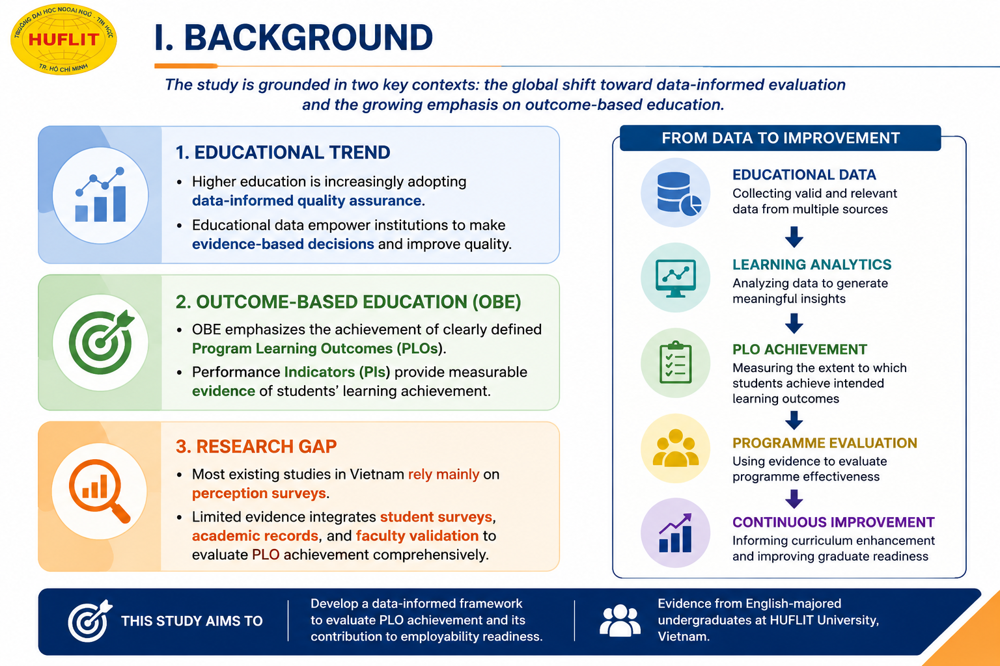 TRƯỜNG ĐẠI HỌC NGOẠI NGỮ - TIN HỌC
HUFLIT
TR. HỒ CHÍ MINH
I. BACKGROUND
The study is grounded in two key contexts: the global shift toward data-informed evaluation
and the growing emphasis on outcome-based education.
1. EDUCATIONAL TREND
• Higher education is increasingly adopting
data-informed quality assurance.
• Educational data empower institutions to make
evidence-based decisions and improve quality.
2. OUTCOME-BASED EDUCATION (OBE)
• OBE emphasizes the achievement of clearly defined
Program Learning Outcomes (PLOs).
• Performance Indicators (PIs) provide measurable
evidence of students’ learning achievement.
3. RESEARCH GAP
• Most existing studies in Vietnam rely mainly on
perception surveys.
• Limited evidence integrates student surveys,
academic records, and faculty validation to
evaluate PLO achievement comprehensively.
FROM DATA TO IMPROVEMENT
EDUCATIONAL DATA
Collecting valid and relevant
data from multiple sources
LEARNING ANALYTICS
Analyzing data to generate
meaningful insights
PLO ACHIEVEMENT
Measuring the extent to which
students achieve intended
learning outcomes
PROGRAMME EVALUATION
Using evidence to evaluate
programme effectiveness
CONTINUOUS IMPROVEMENT
Informing curriculum enhancement
and improving graduate readiness
THIS STUDY AIMS TO
Develop a data-informed framework
to evaluate PLO achievement and its
contribution to employability readiness.
Evidence from English-majored
undergraduates at HUFLIT University,
Vietnam.